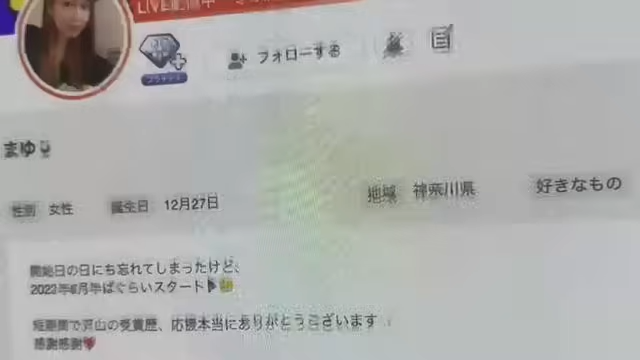 LIVE配信中
プラチナ
フォローする
まゆ
性別 女性 誕生日 12月27日 地域 神奈川県 好きなもの
開始日の日にち忘れてしまったけど、
2023年6月半ばぐらいスタート
短期間で沢山の受賞歴、応援本当にありがとうございます
感謝感謝❤